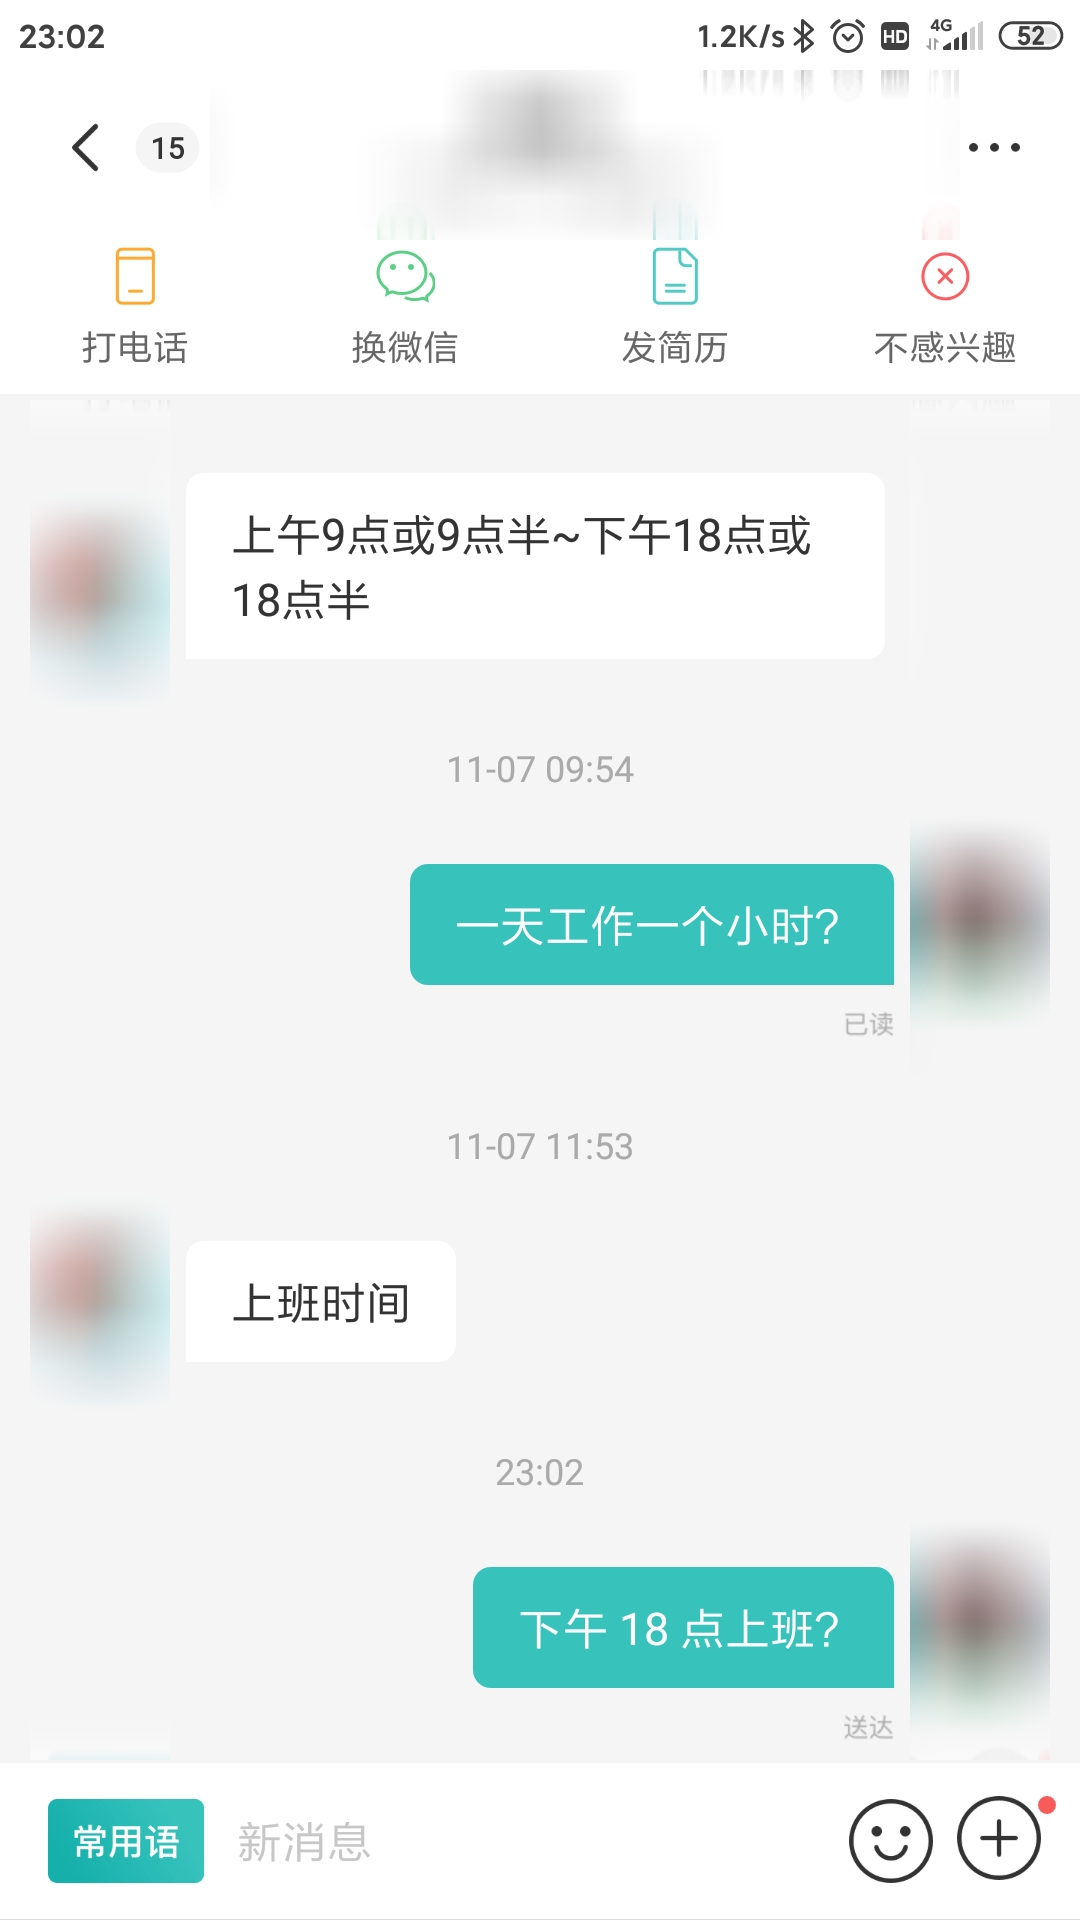 23:02
1.2K/s HD 4G 52
15
打电话 换微信 发简历 不感兴趣
上午9点或9点半~下午18点或
18点半
11-07 09:54
一天工作一个小时?
已读
11-07 11:53
上班时间
23:02
下午 18 点上班?
送达
常用语 新消息